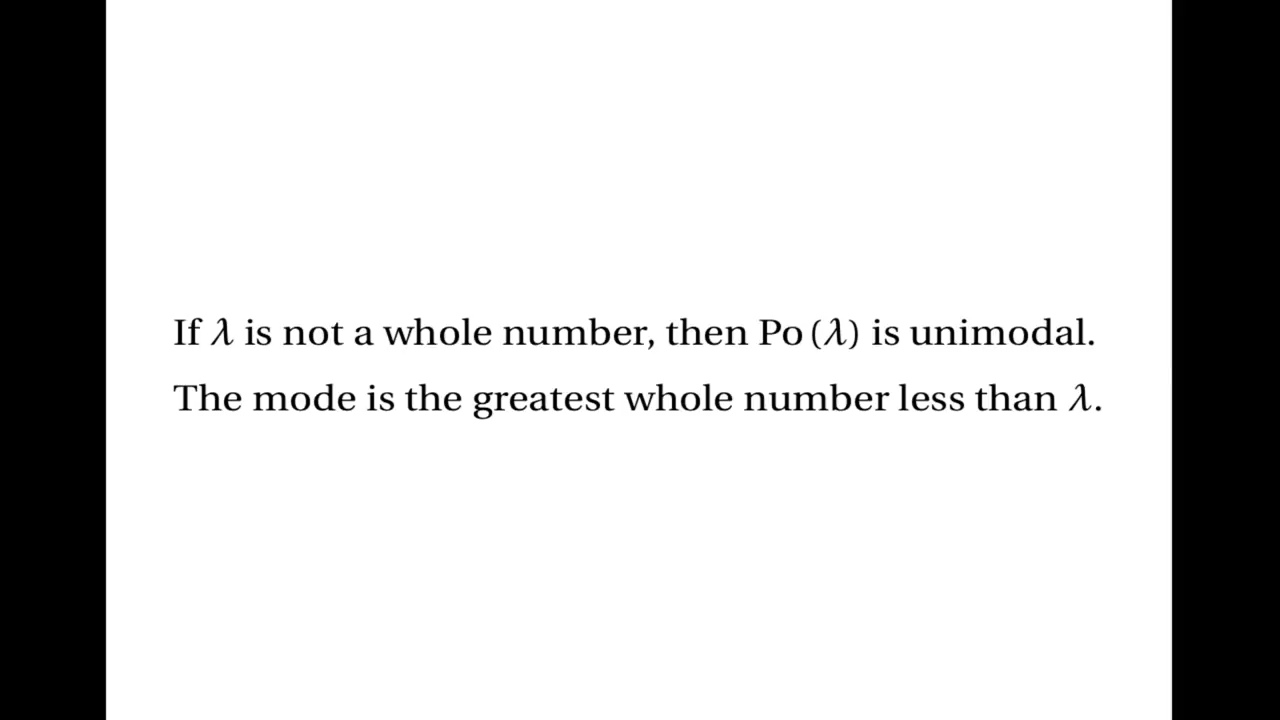 If λ is not a whole number, then Po (λ) is unimodal.
The mode is the greatest whole number less than λ.